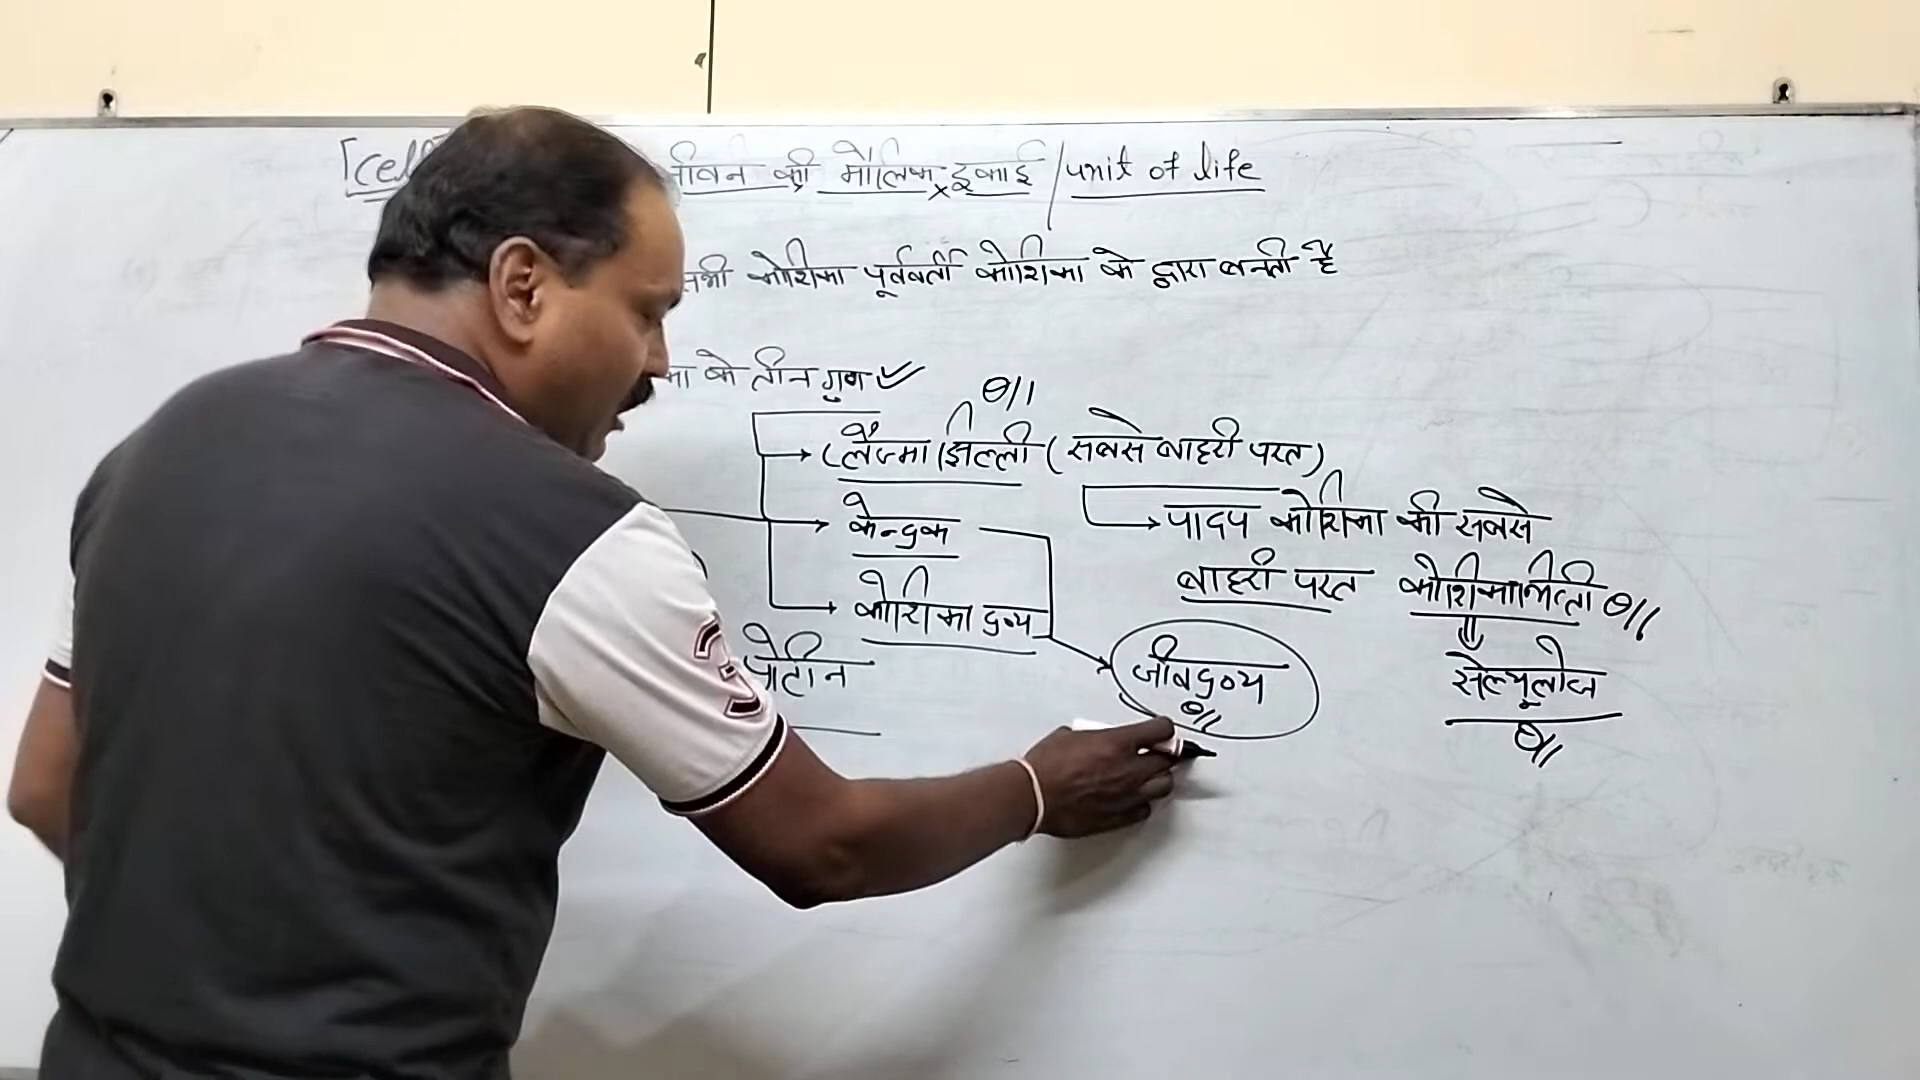 [cell जीवन की मौलिक इकाई / unit of life
सभी कोशिका पूर्ववर्ती कोशिका के द्वारा बनती है
के तीन गुण
प्लैज्मा झिल्ली ( सबसे बाहरी परत )
केन्द्रक
पादप कोशिका की सबसे
बाहरी परत कोशिकाभित्ती
कोशिका द्रव्य
जीवद्रव्य
सेल्यूलोज